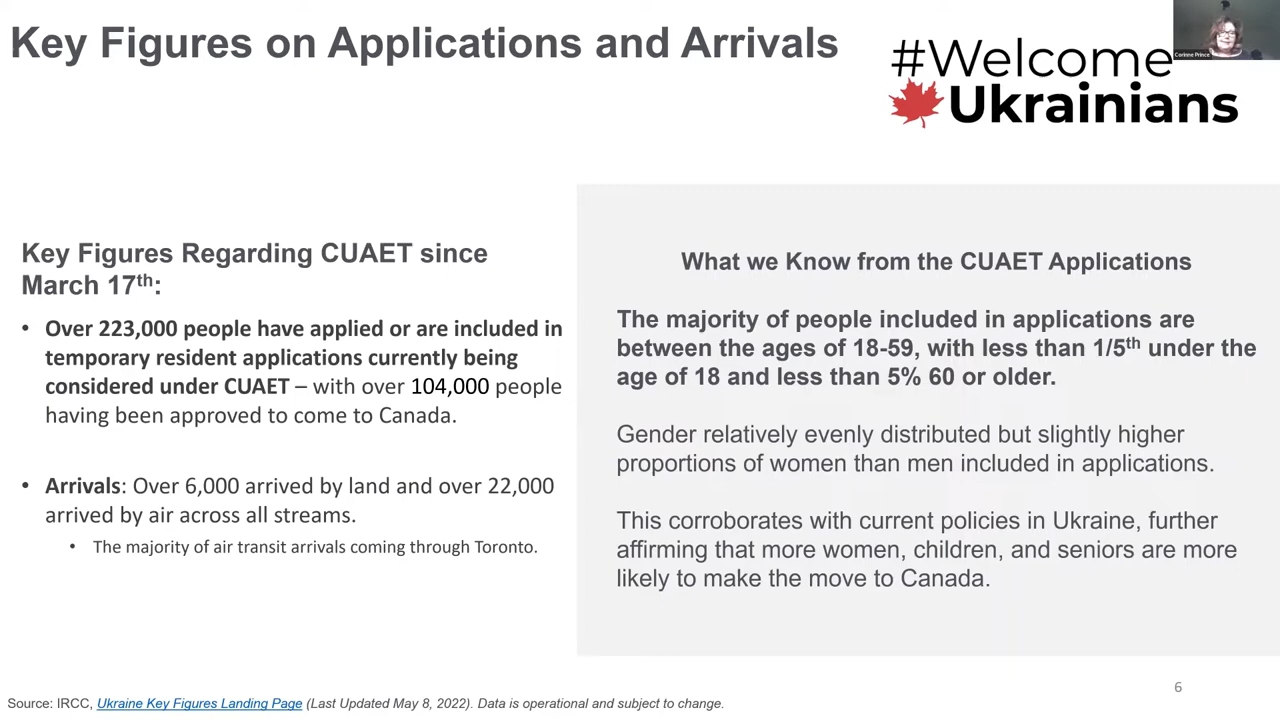 Key Figures on Applications and Arrivals
Corinne Prince
#Welcome
Ukrainians
Key Figures Regarding CUAET since
March 17th:
• Over 223,000 people have applied or are included in
temporary resident applications currently being
considered under CUAET – with over 104,000 people
having been approved to come to Canada.
• Arrivals: Over 6,000 arrived by land and over 22,000
arrived by air across all streams.
• The majority of air transit arrivals coming through Toronto.
What we Know from the CUAET Applications
The majority of people included in applications are
between the ages of 18-59, with less than 1/5th under the
age of 18 and less than 5% 60 or older.
Gender relatively evenly distributed but slightly higher
proportions of women than men included in applications.
This corroborates with current policies in Ukraine, further
affirming that more women, children, and seniors are more
likely to make the move to Canada.
6
Source: IRCC, Ukraine Key Figures Landing Page (Last Updated May 8, 2022). Data is operational and subject to change.